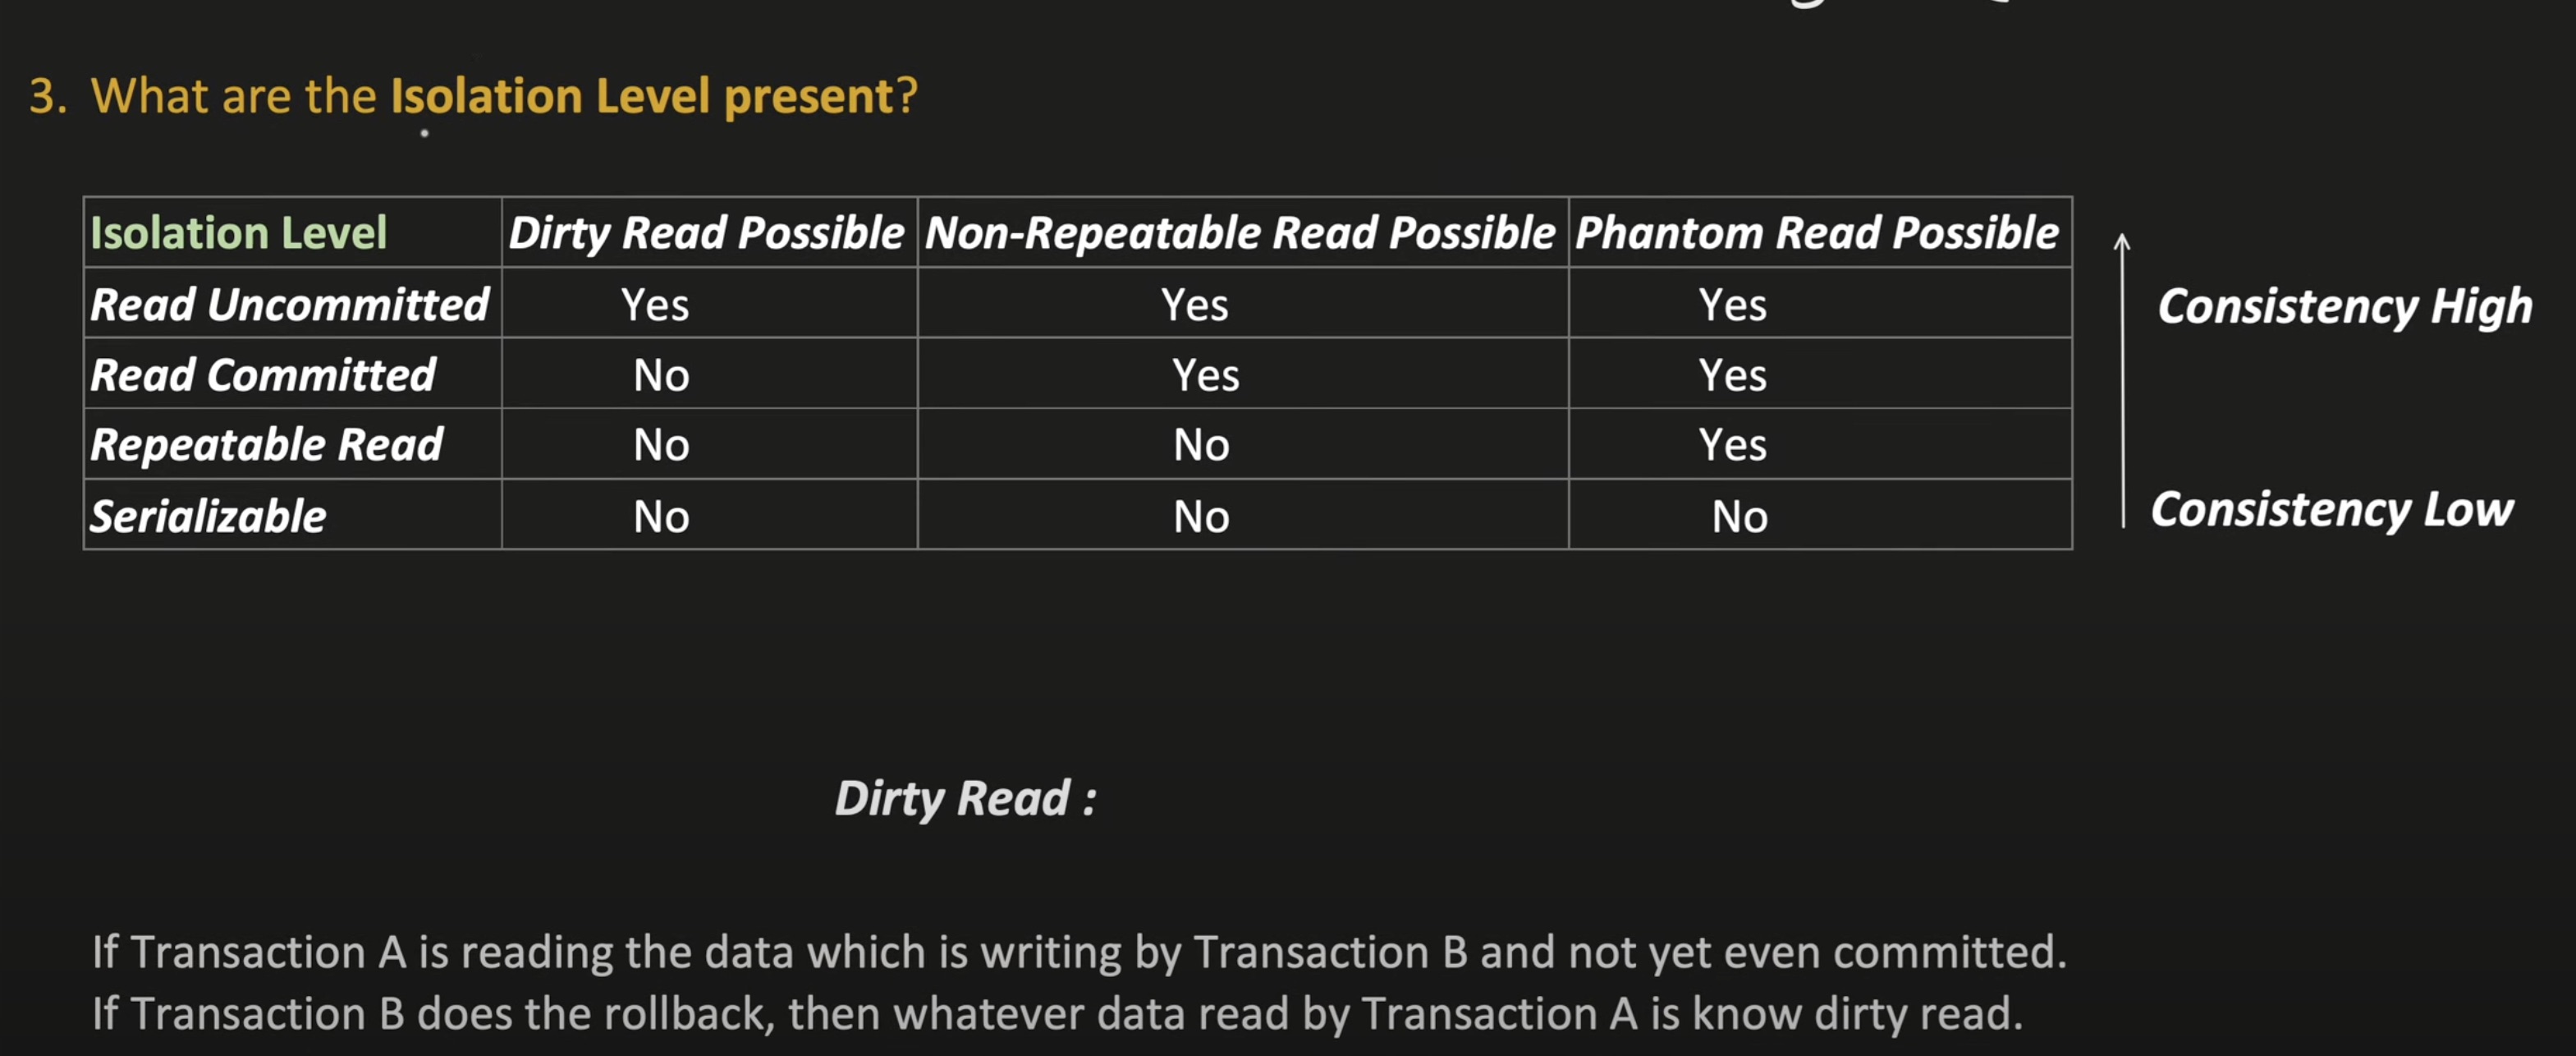 3. What are the Isolation Level present?
Isolation Level Dirty Read Possible Non-Repeatable Read Possible Phantom Read Possible
Read Uncommitted Yes Yes Yes Consistency High
Read Committed No Yes Yes
Repeatable Read No No Yes
Serializable No No No Consistency Low
Dirty Read :
If Transaction A is reading the data which is writing by Transaction B and not yet even committed.
If Transaction B does the rollback, then whatever data read by Transaction A is know dirty read.